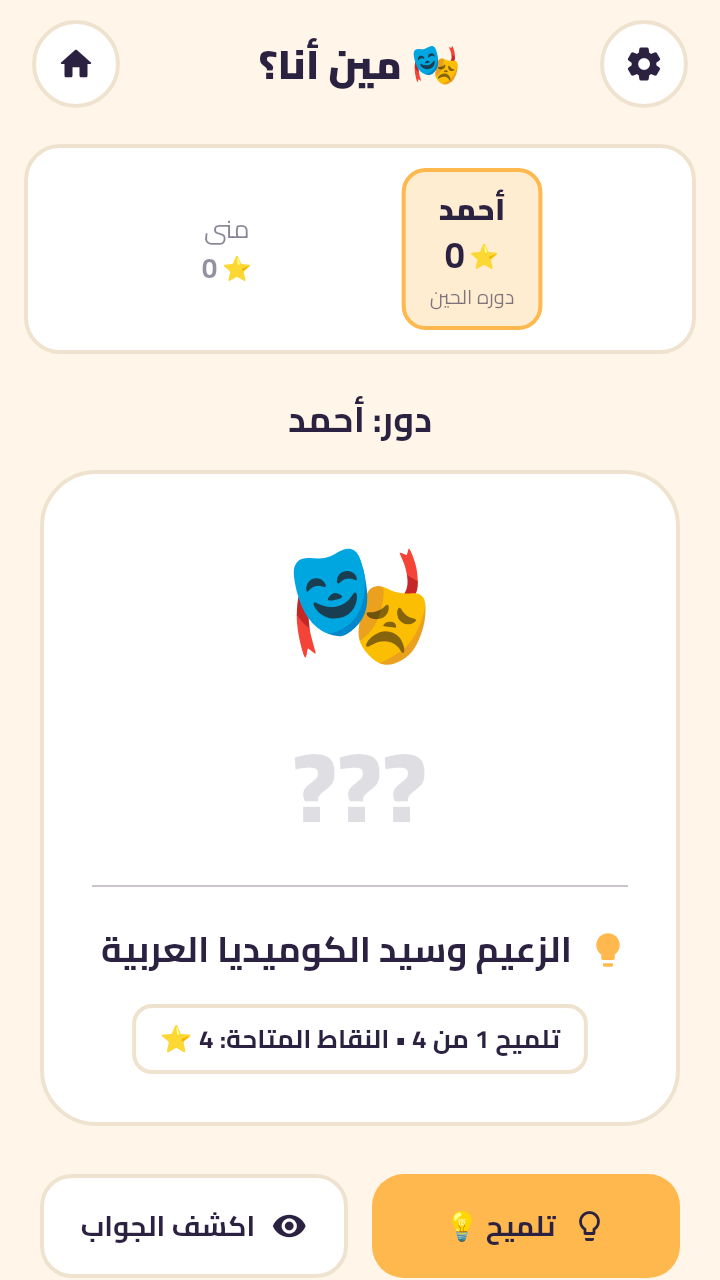 🎭 مين أنا؟
أحمد
⭐ 0
دوره الحين
منى
⭐ 0
دور: أحمد
???
الزعيم وسيد الكوميديا العربية
تلميح 1 من 4 • النقاط المتاحة: 4 ⭐
تلميح 💡
اكشف الجواب